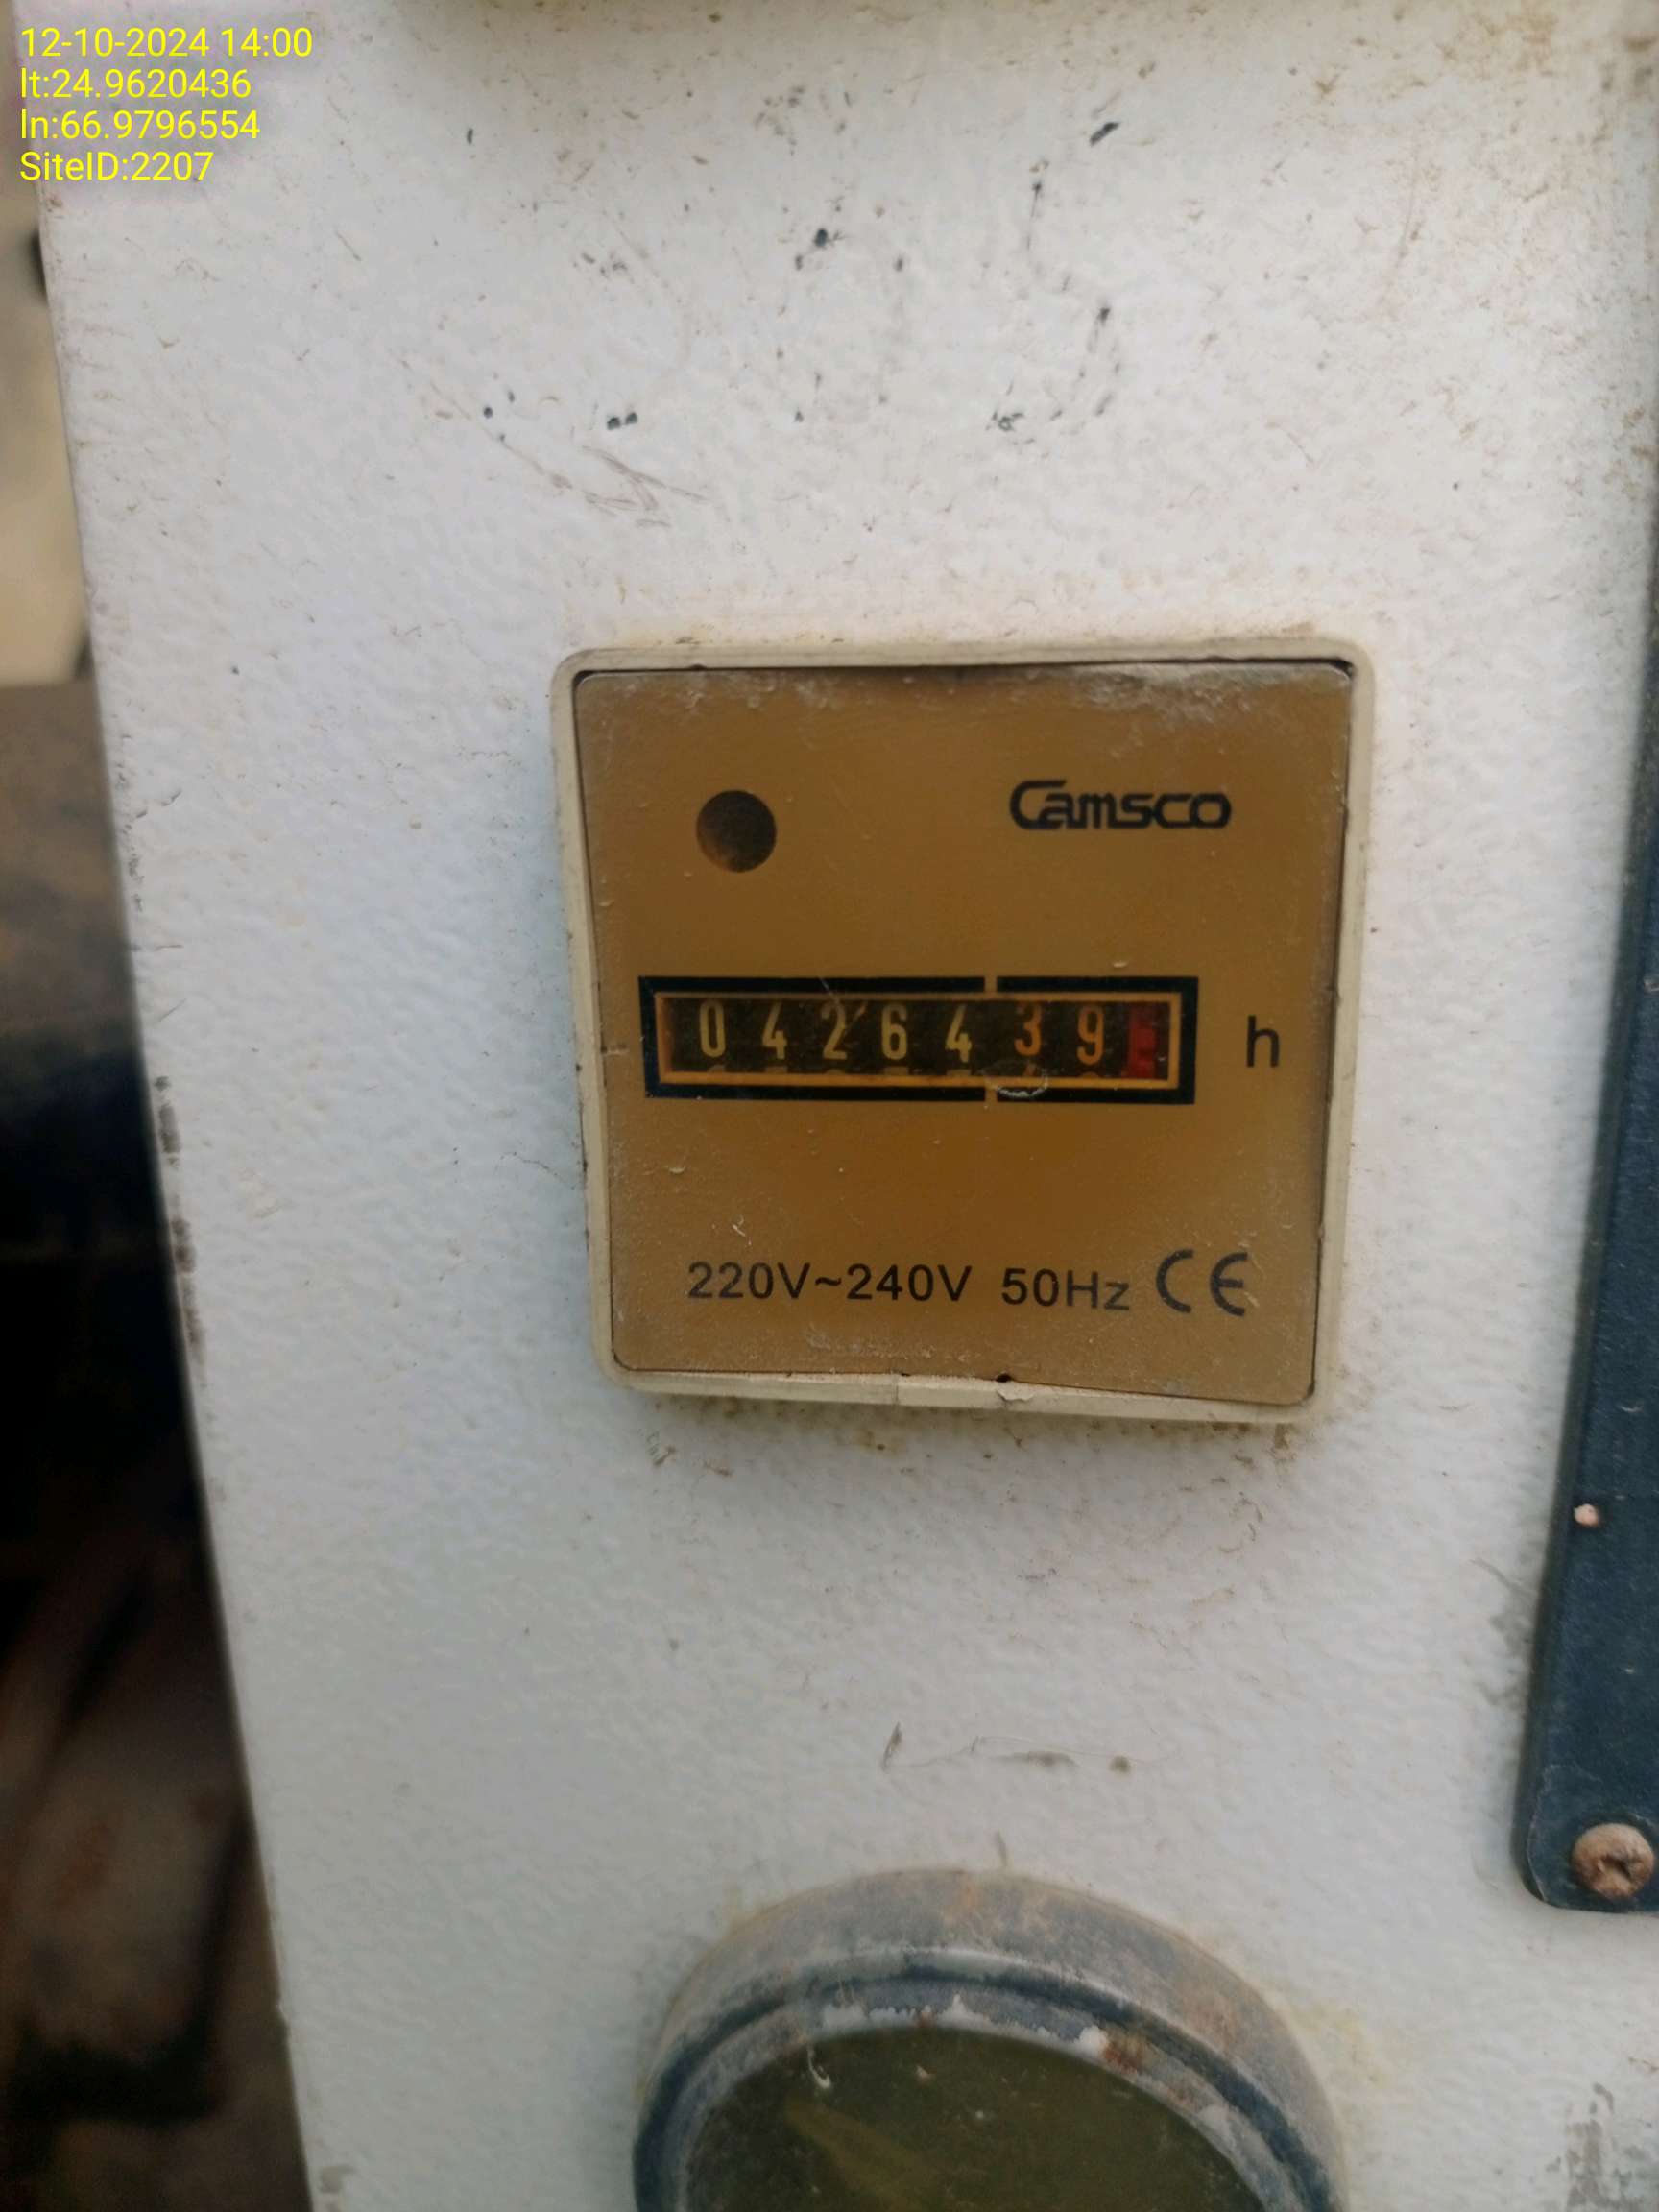 12-10-2024 14:00
lt:24.9620436
ln:66.9796554
SiteID:2207
Camsco
0426439
h
220V~240V 50Hz CE